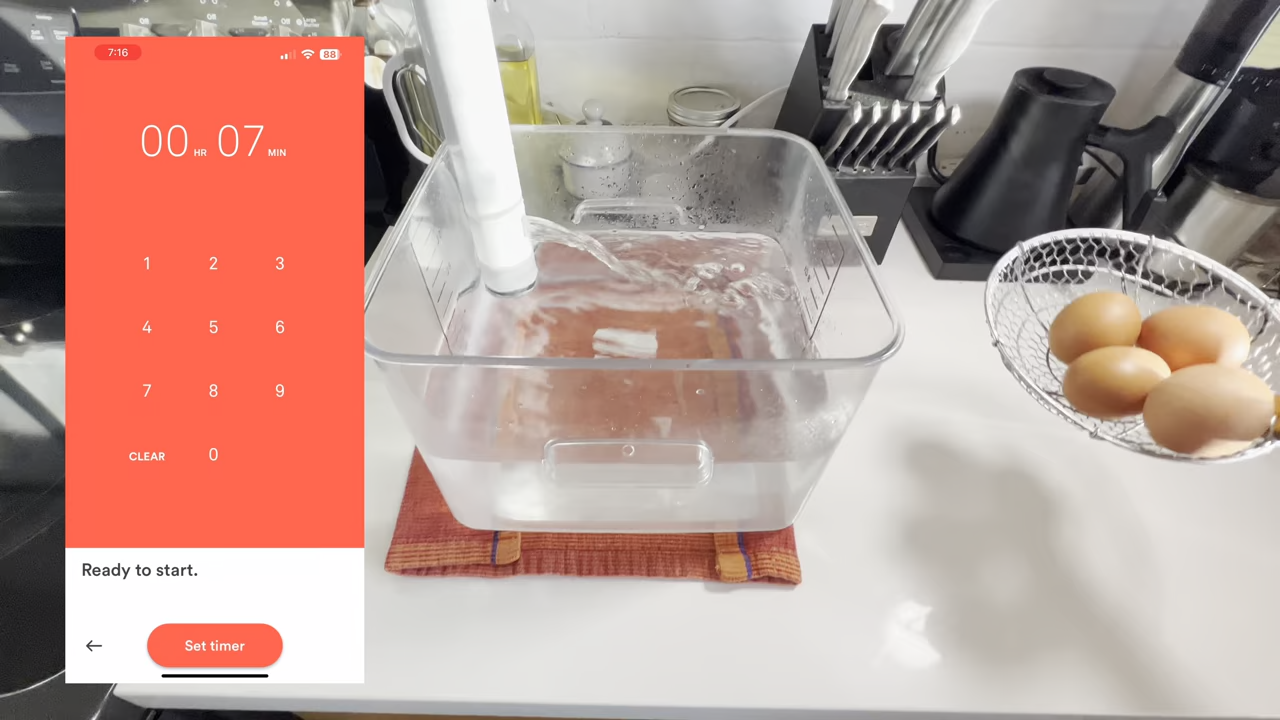 7:16
88
00 HR 07 MIN
1 2 3
4 5 6
7 8 9
CLEAR 0
Ready to start.
← Set timer